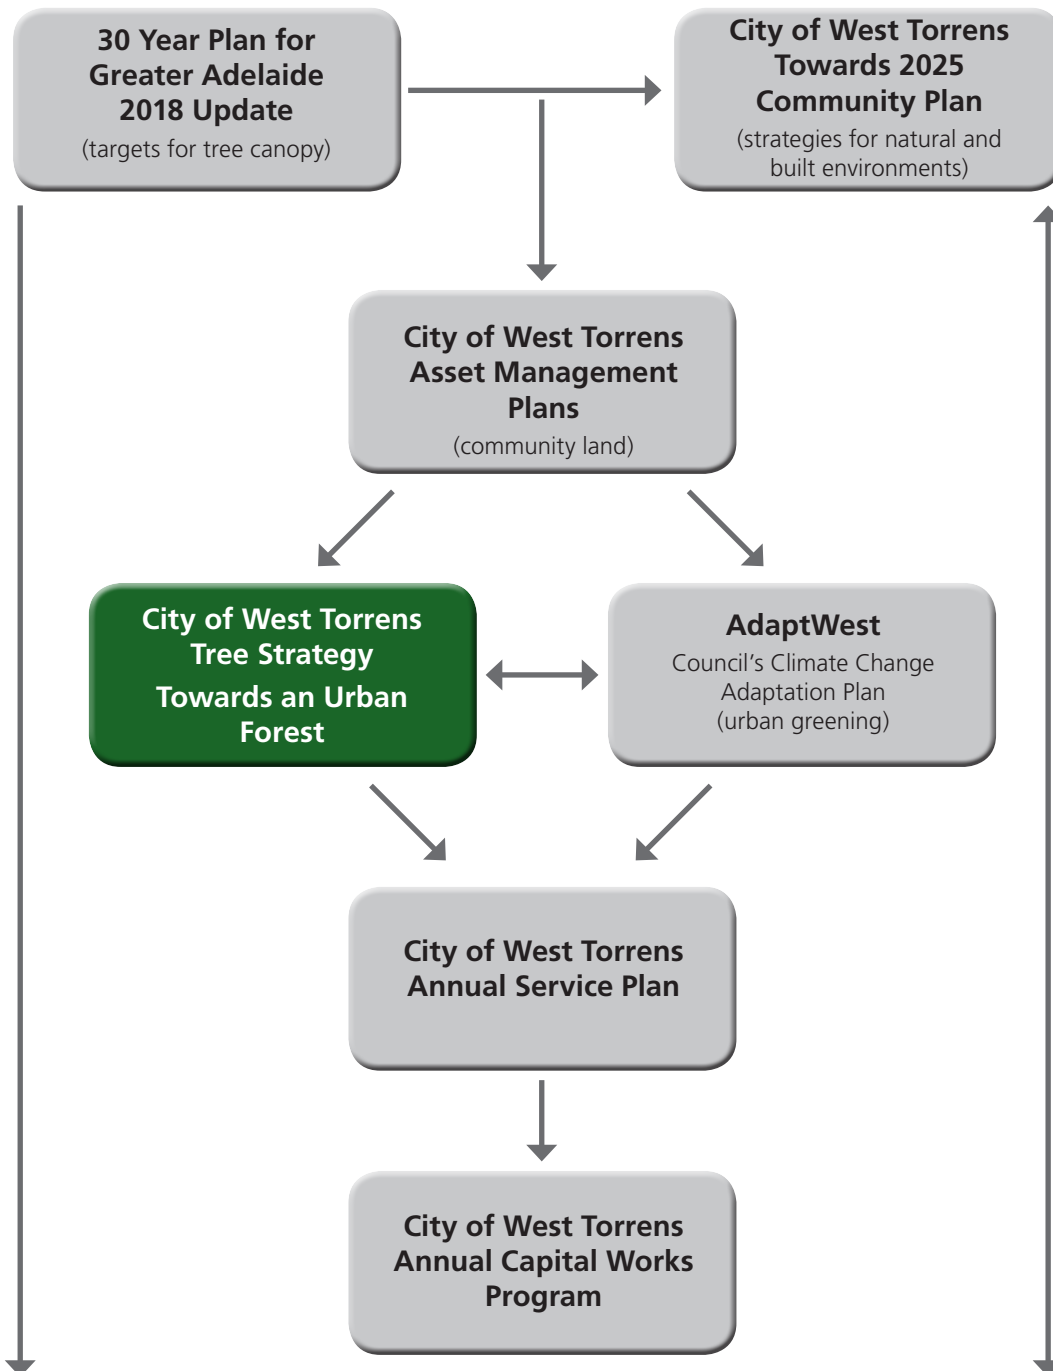 30 Year Plan for
Greater Adelaide
2018 Update
(targets for tree canopy)
City of West Torrens
Towards 2025
Community Plan
(strategies for natural and
built environments)
City of West Torrens
Asset Management
Plans
(community land)
City of West Torrens
Tree Strategy
Towards an Urban
Forest
AdaptWest
Council’s Climate Change
Adaptation Plan
(urban greening)
City of West Torrens
Annual Service Plan
City of West Torrens
Annual Capital Works
Program